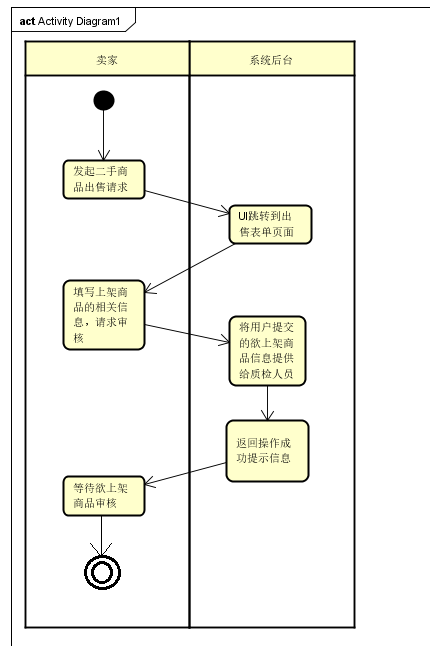 act Activity Diagram1
卖家
系统后台
发起二手商
品出售请求
UI跳转到出
售表单页面
填写上架商
品的相关信
息，请求审
核
将用户提交
的欲上架商
品信息提供
给质检人员
返回操作成
功提示信息
等待欲上架
商品审核